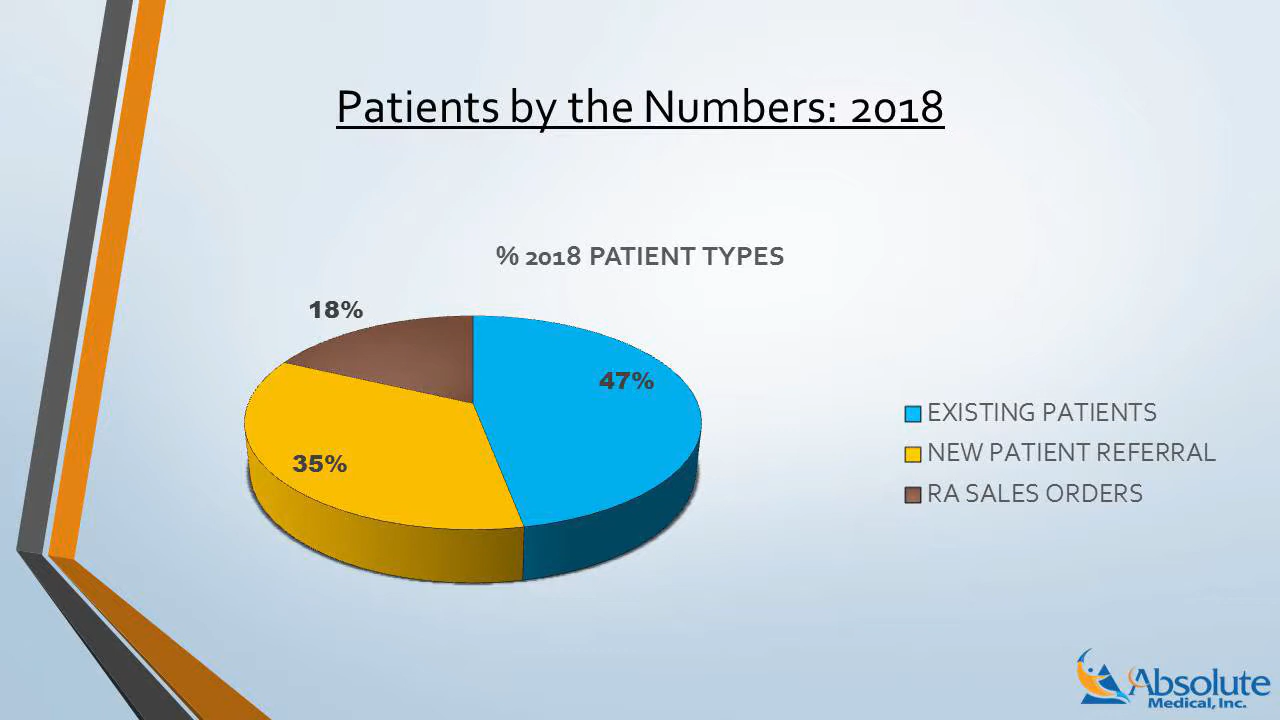 Patients by the Numbers: 2018
% 2018 PATIENT TYPES
18%
47%
35%
EXISTING PATIENTS
NEW PATIENT REFERRAL
RA SALES ORDERS
Absolute
Medical, Inc.